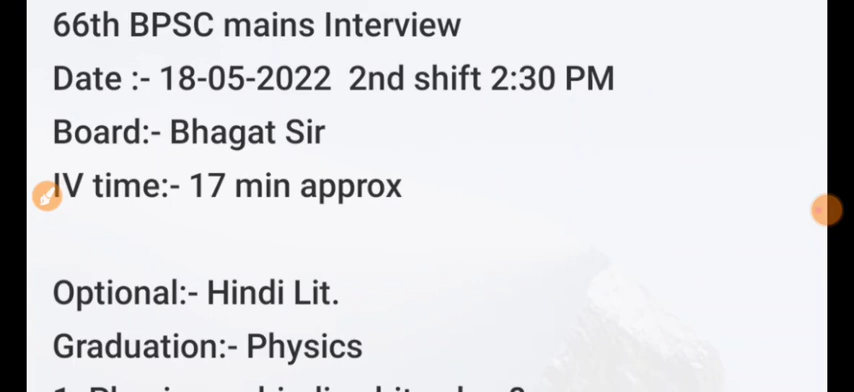 66th BPSC mains Interview
Date :- 18-05-2022 2nd shift 2:30 PM
Board:- Bhagat Sir
IV time:- 17 min approx
Optional:- Hindi Lit.
Graduation:- Physics